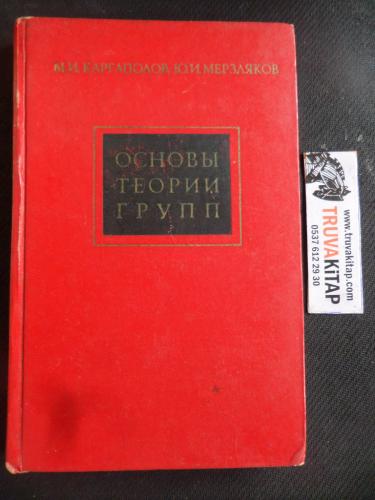 М.И.КАРГАПОЛОВ, Ю.И.МЕРЗЛЯКОВ
ОСНОВЫ
ТЕОРИИ
ГРУПП
www.truvakitap.com
TRUVAKiTAP
0537 612 29 30